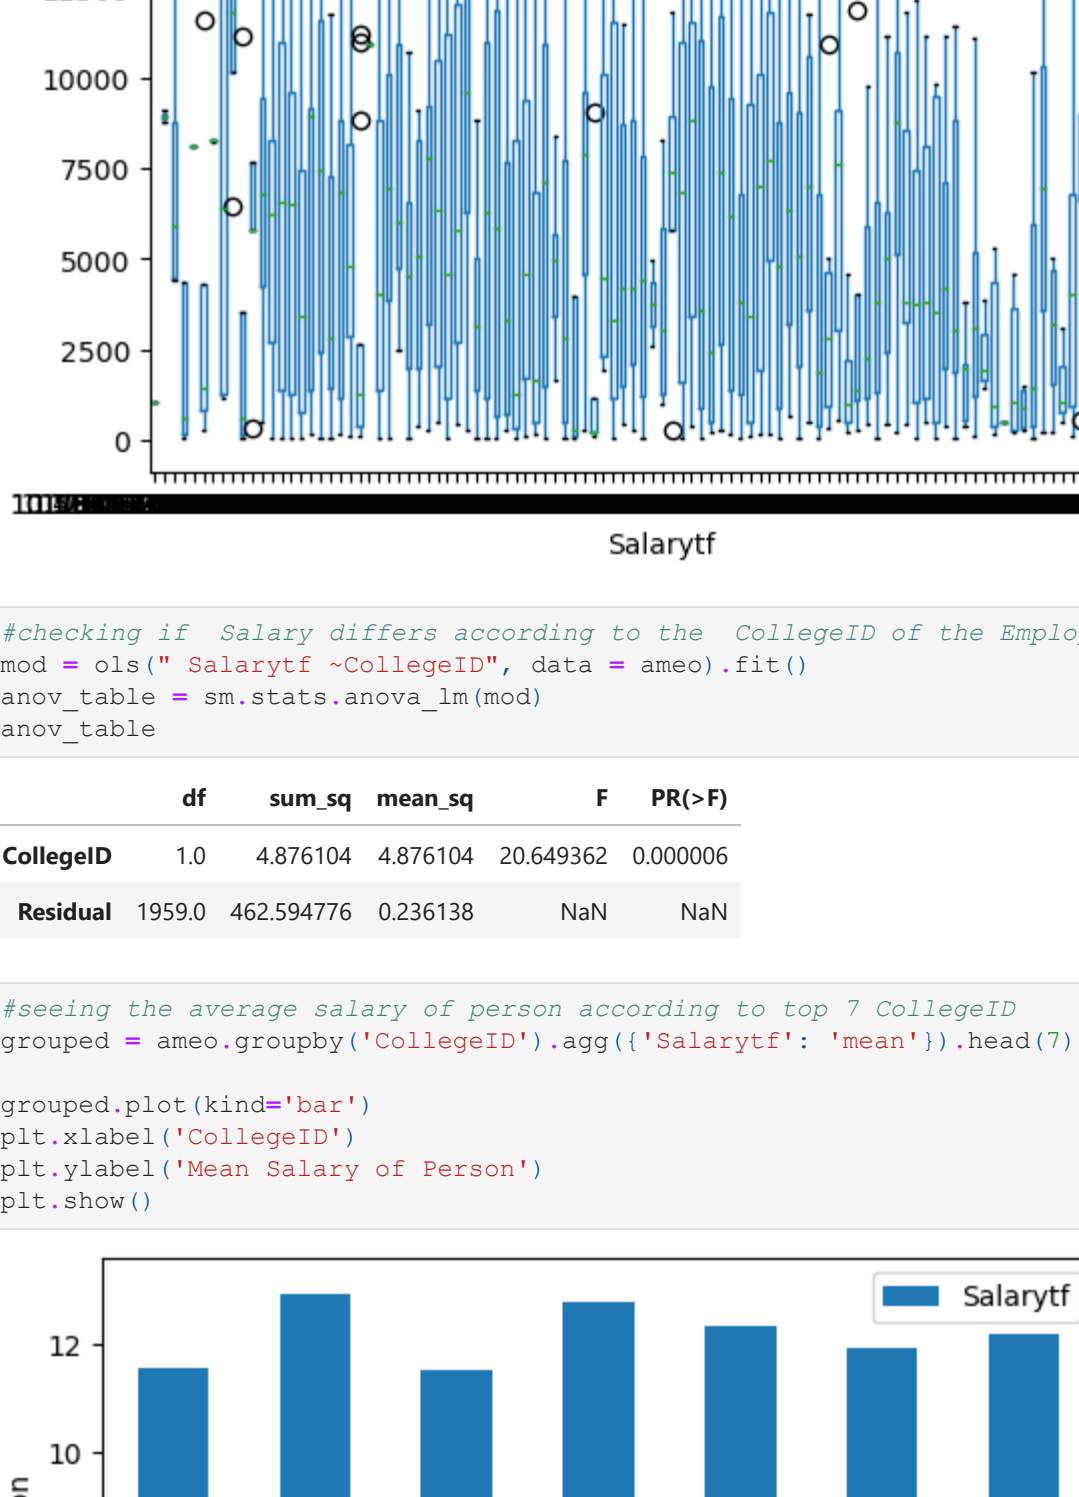 10000
7500
5000
2500
0
Salarytf
#checking if  Salary differs according to the  CollegeID of the
mod = ols(" Salarytf ~CollegeID", data = ameo).fit()
anov_table = sm.stats.anova_lm(mod)
anov_table
df sum_sq mean_sq F PR(>F)
CollegeID 1.0 4.876104 4.876104 20.649362 0.000006
Residual 1959.0 462.594776 0.236138 NaN NaN
#seeing the average salary of person according to top 7 CollegeID
grouped = ameo.groupby('CollegeID').agg({'Salarytf': 'mean'}).head(7)
grouped.plot(kind='bar')
plt.xlabel('CollegeID')
plt.ylabel('Mean Salary of Person')
plt.show()
Salarytf
12
10